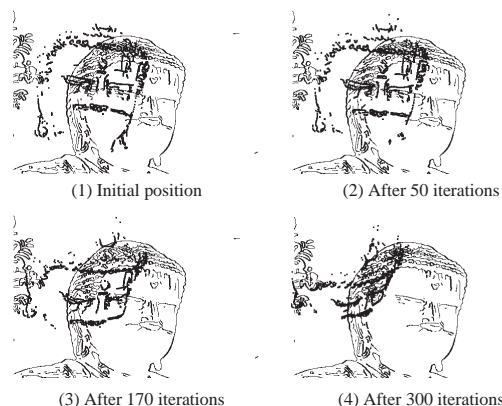 (1) Initial position
(2) After 50 iterations
(3) After 170 iterations
(4) After 300 iterations